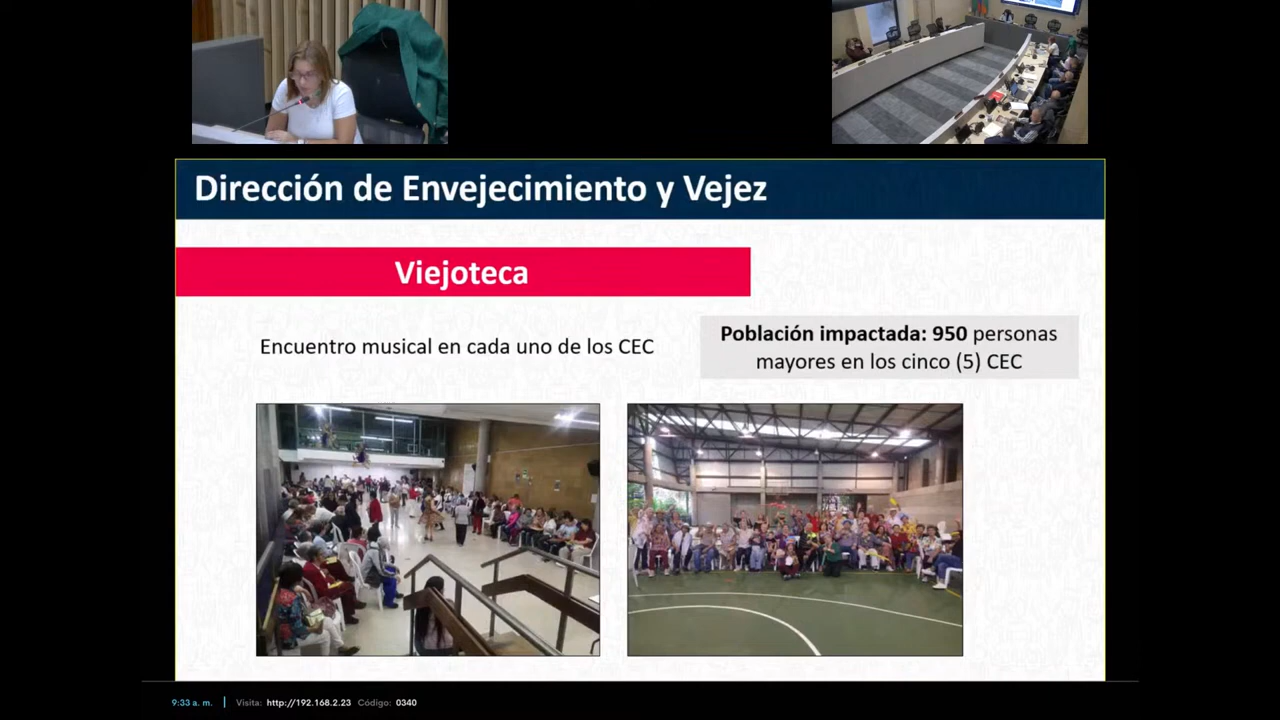 Dirección de Envejecimiento y Vejez
Viejoteca
Encuentro musical en cada uno de los CEC
Población impactada: 950 personas
mayores en los cinco (5) CEC
9:33 a. m. | Visita: http://192.168.2.23 Código: 0340